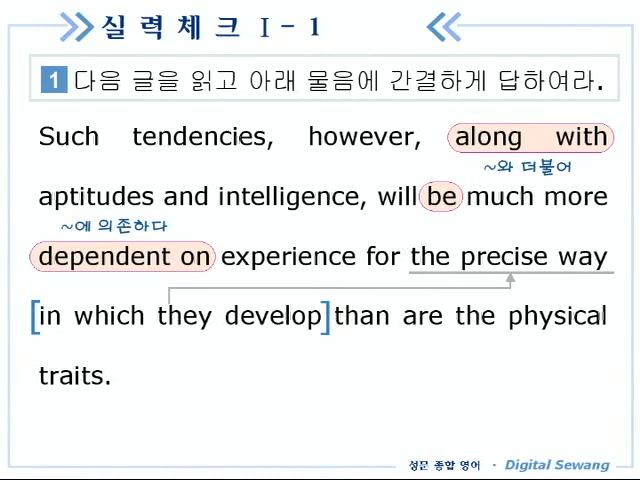 실력체크 I - 1
1 다음 글을 읽고 아래 물음에 간결하게 답하여라.
Such tendencies, however, along with
~와 더불어
aptitudes and intelligence, will be much more
~에 의존하다
dependent on experience for the precise way
[in which they develop] than are the physical
traits.
정문 종합 영어 · Digital Sewang